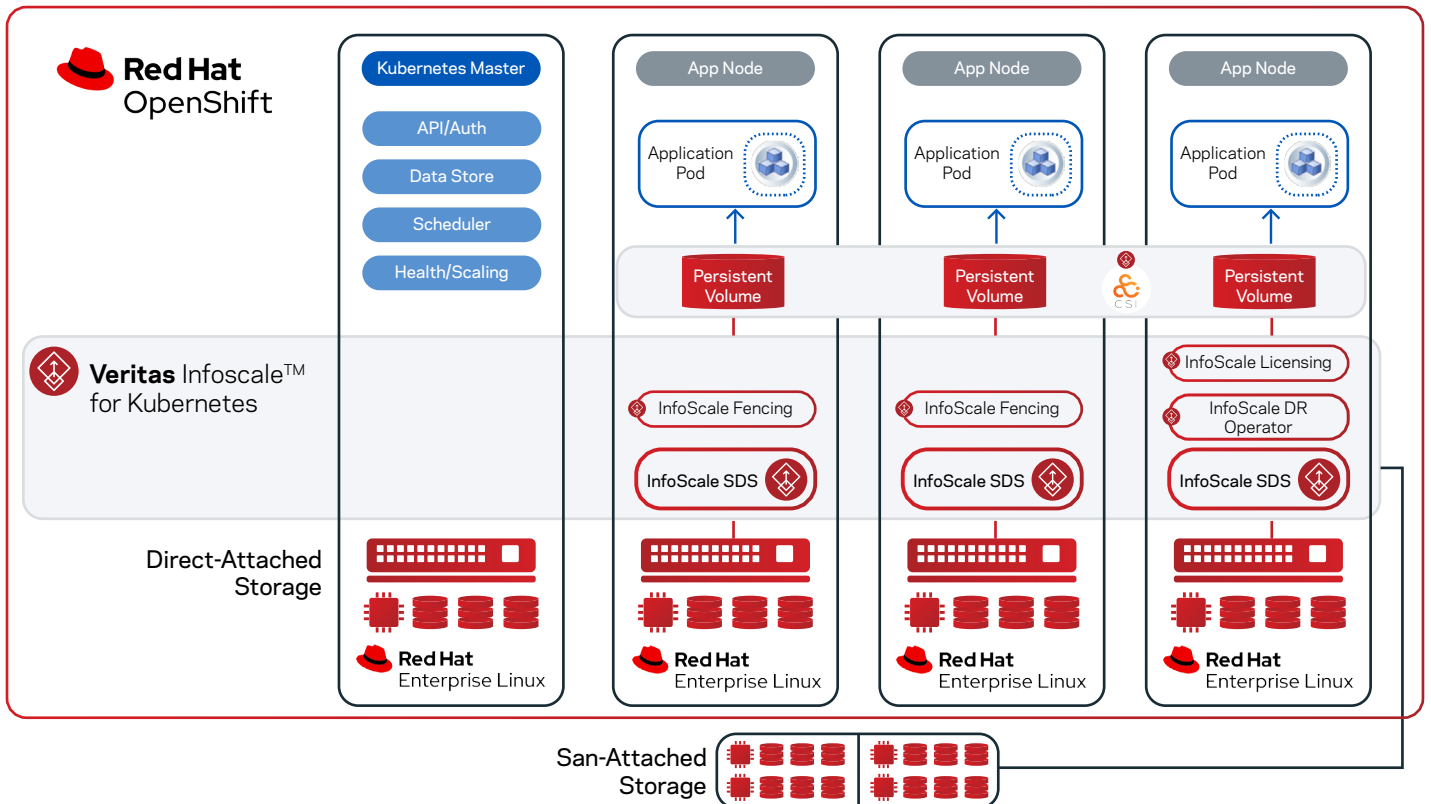 Red Hat
OpenShift
Kubernetes Master
API/Auth
Data Store
Scheduler
Health/Scaling
App Node
Application
Pod
App Node
Application
Pod
App Node
Application
Pod
Persistent
Volume
Persistent
Volume
CSI
Persistent
Volume
Veritas Infoscale™
for Kubernetes
InfoScale Fencing
InfoScale SDS
InfoScale Fencing
InfoScale SDS
InfoScale Licensing
InfoScale DR
Operator
InfoScale SDS
Direct-Attached
Storage
Red Hat
Enterprise Linux
Red Hat
Enterprise Linux
Red Hat
Enterprise Linux
Red Hat
Enterprise Linux
San-Attached
Storage